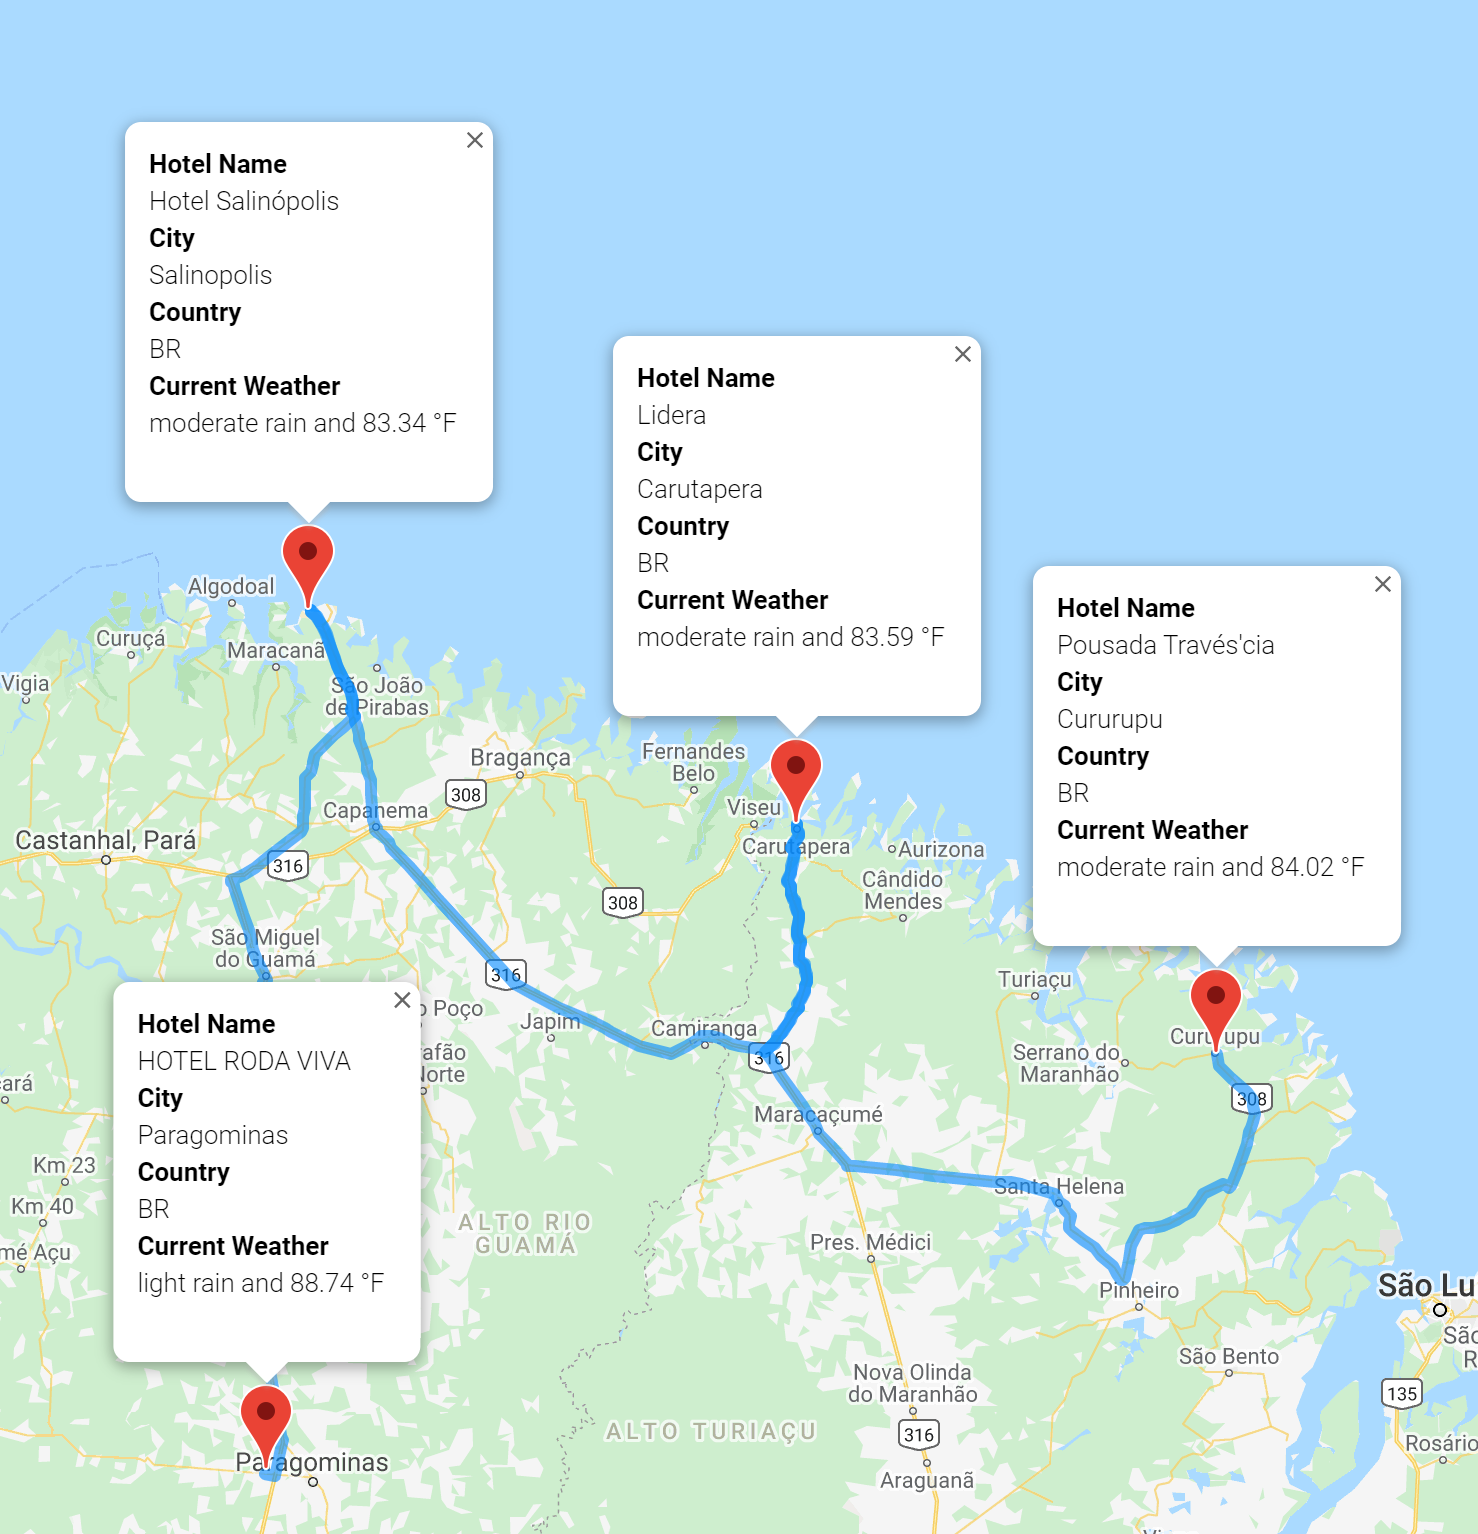 Hotel Name
Hotel Salinópolis
City
Salinopolis
Country
BR
Current Weather
moderate rain and 83.34 °F
Hotel Name
Lidera
City
Carutapera
Country
BR
Current Weather
moderate rain and 83.59 °F
Hotel Name
Pousada Través'cia
City
Cururupu
Country
BR
Current Weather
moderate rain and 84.02 °F
Hotel Name
HOTEL RODA VIVA
City
Paragominas
Country
BR
Current Weather
light rain and 88.74 °F
Algodoal
Curuçá
Maracanã
Vigia
São João
de Pirabas
Bragança
308
Capanema
Castanhal, Pará
316
São Miguel
do Guamá
Fernandes
Belo
Viseu
Carutapera
Aurizona
Cândido
Mendes
308
316
Japim
Camiranga
316
Poço
Turiaçu
Cururupu
Serrano do
Maranhão
308
Maracaçumé
Km 23
Km 40
Santa Helena
ALTO RIO
GUAMÁ
Pres. Médici
Pinheiro
São Lu
São Bento
Nova Olinda
do Maranhão
135
ALTO TURIAÇU
316
Rosário
Paragominas
Araguanã